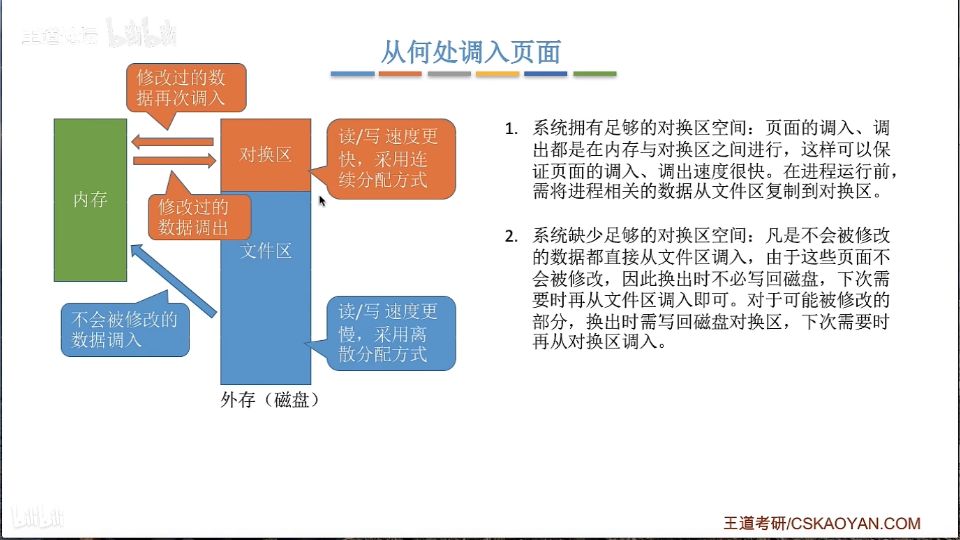 王道考研 bilibili
从何处调入页面
修改过的数
据再次调入
内存
对换区
读/写 速度更
快，采用连
续分配方式
修改过的
数据调出
文件区
不会被修改的
数据调入
读/写 速度更
慢，采用离
散分配方式
外存（磁盘）
1. 系统拥有足够的对换区空间：页面的调入、调
出都是在内存与对换区之间进行，这样可以保
证页面的调入、调出速度很快。在进程运行前，
需将进程相关的数据从文件区复制到对换区。
2. 系统缺少足够的对换区空间：凡是不会被修改
的数据都直接从文件区调入，由于这些页面不
会被修改，因此换出时不必写回磁盘，下次需
要时再从文件区调入即可。对于可能被修改的
部分，换出时需写回磁盘对换区，下次需要时
再从对换区调入。
bilibili
王道考研/CSKAOYAN.COM